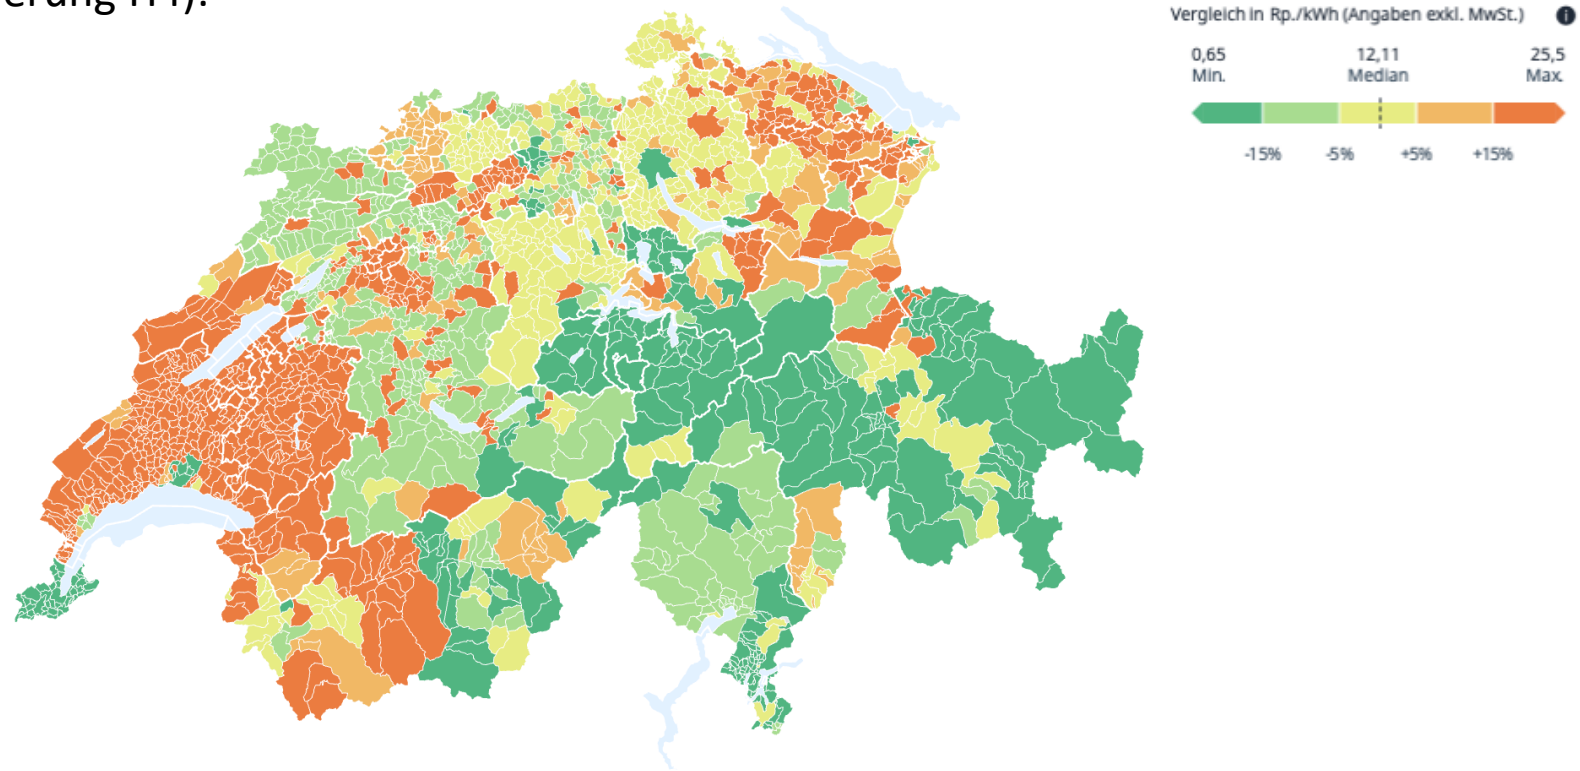 Vergleich in Rp./kWh (Angaben exkl. MwSt.) i
0,65 12,11 25,5
Min. Median Max.
-15% -5% +5% +15%